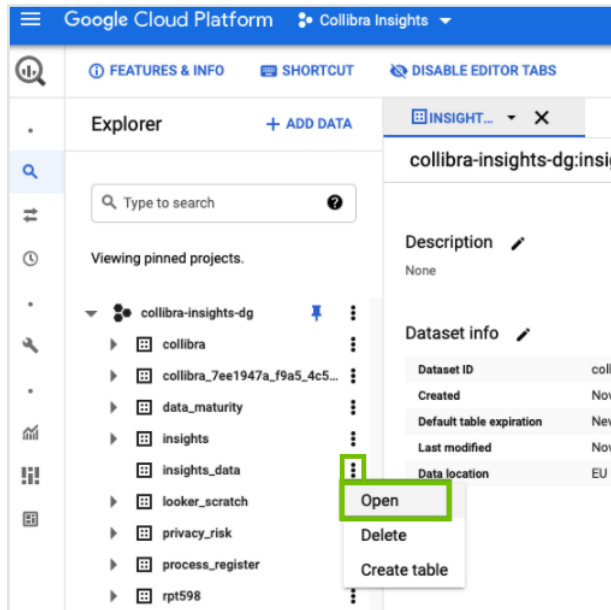 Google Cloud Platform Collibra Insights
FEATURES & INFO SHORTCUT DISABLE EDITOR TABS
Explorer + ADD DATA
INSIGHT...
collibra-insights-dg:insi
Type to search
Viewing pinned projects.
Description
None
collibra-insights-dg
collibra
collibra_7ee1947a_f9a5_4c5...
data_maturity
insights
insights_data
looker_scratch
privacy_risk
process_register
rpt598
Dataset info
Dataset ID coll
Created Nov
Default table expiration Nev
Last modified Nov
Data location EU
Open
Delete
Create table